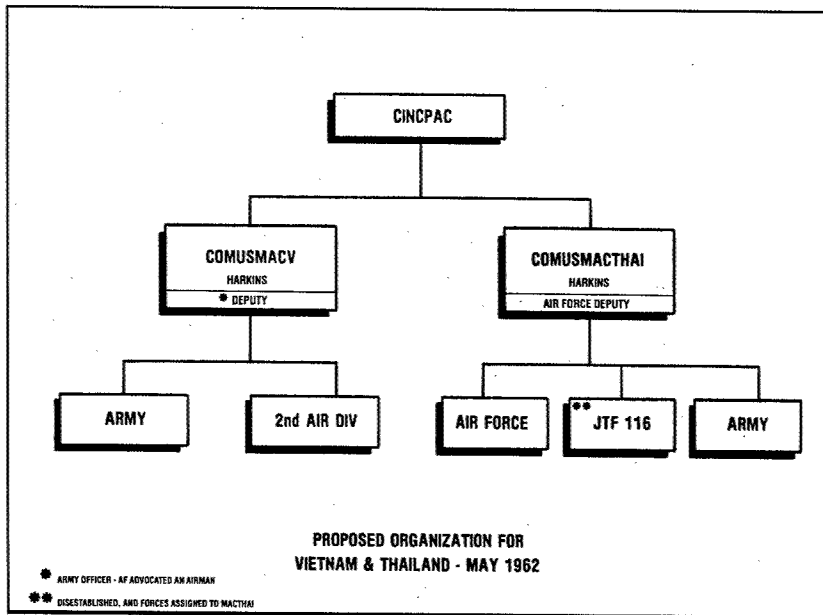 CINCPAC
COMUSMACV
HARKINS
* DEPUTY
COMUSMACTHAI
HARKINS
AIR FORCE DEPUTY
ARMY
2nd AIR DIV
AIR FORCE
** JTF 116
ARMY
PROPOSED ORGANIZATION FOR
VIETNAM & THAILAND - MAY 1962
* ARMY OFFICER - AF ADVOCATED AN AIRMAN
** DISESTABLISHED, AND FORCES ASSIGNED TO MACTHAI